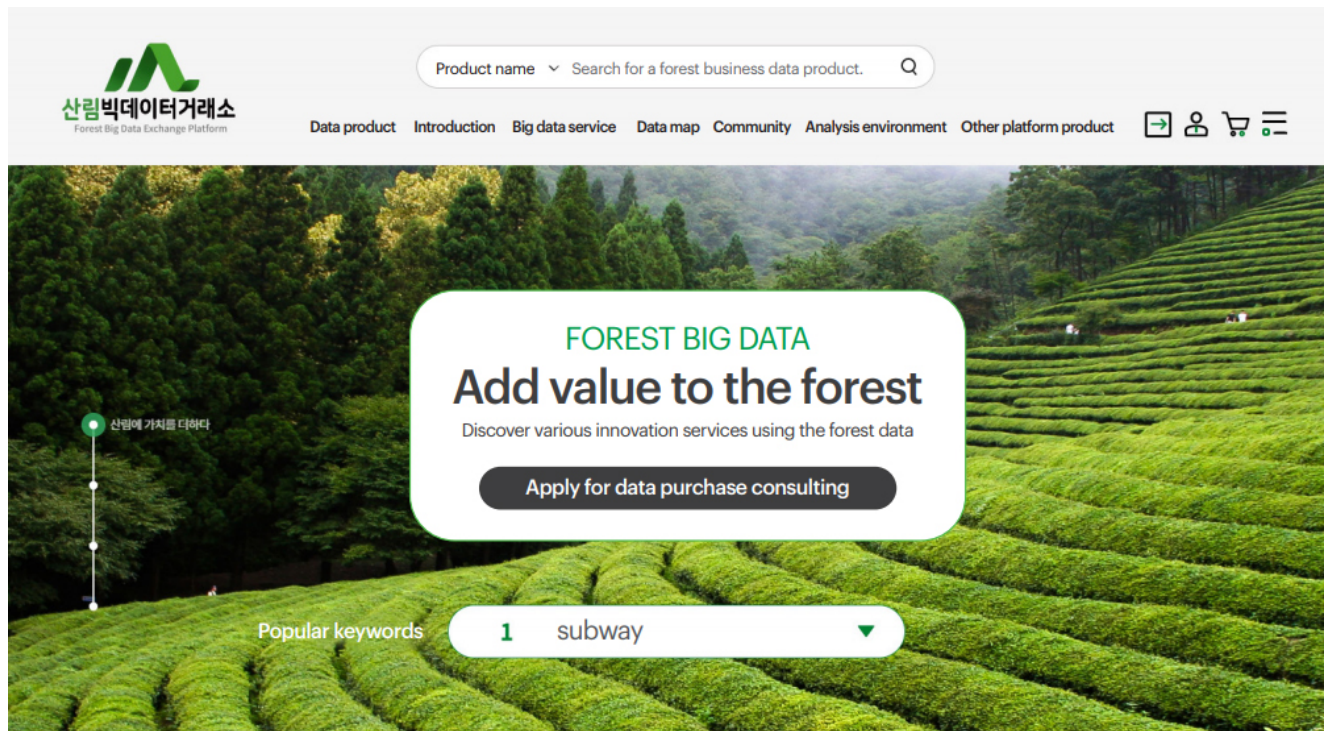 Product name Search for a forest business data product.
산림빅데이터거래소
Forest Big Data Exchange Platform
Data product Introduction Big data service Data map Community Analysis environment Other platform product
FOREST BIG DATA
Add value to the forest
산림에 가치를 더하다
Discover various innovation services using the forest data
Apply for data purchase consulting
Popular keywords 1 subway